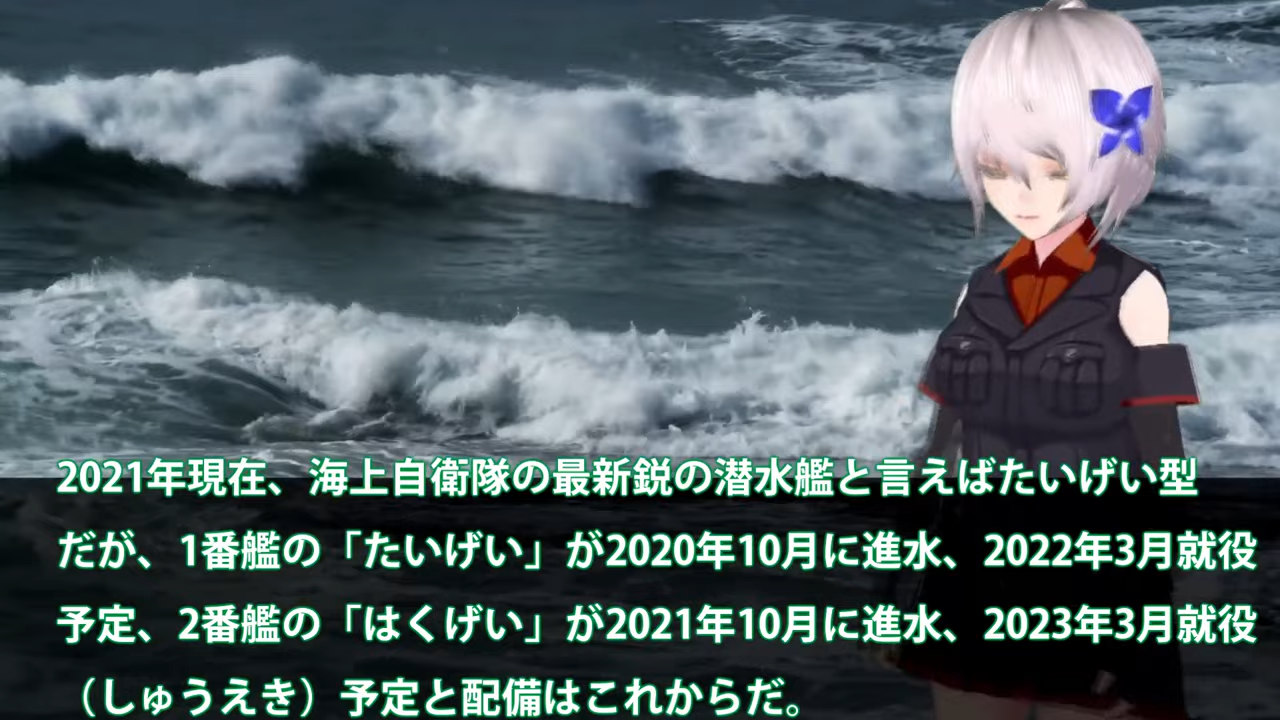 2021年現在、海上自衛隊の最新鋭の潜水艦と言えばたいげい型
だが、1番艦の「たいげい」が2020年10月に進水、2022年3月就役
予定、2番艦の「はくげい」が2021年10月に進水、2023年3月就役
（しゅうえき）予定と配備はこれからだ。